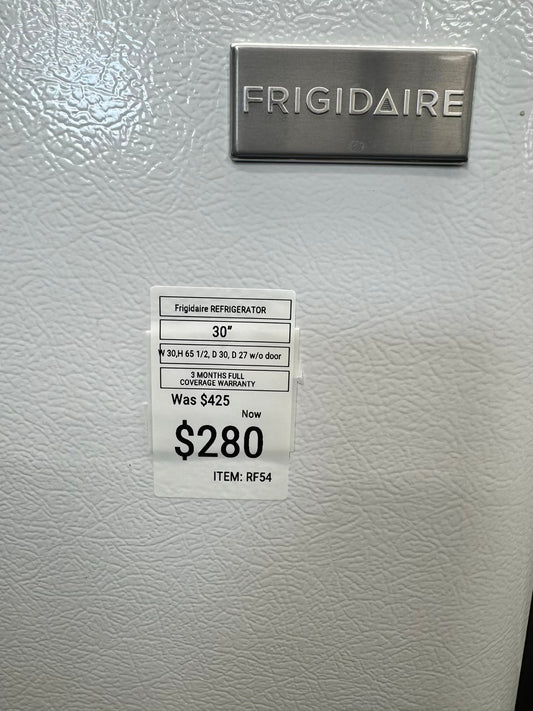 FRIGIDAIRE
Frigidaire REFRIGERATOR
30”
W 30,H 65 1/2, D 30, D 27 w/o door
3 MONTHS FULL
COVERAGE WARRANTY
Was $425
Now
$280
ITEM: RF54